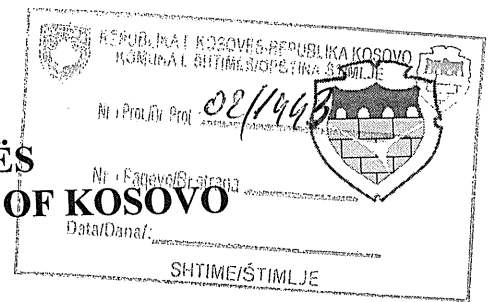 REPUBLIKA E KOSOVËS-REPUBLIKA KOSOVO
KOMUNA E SHTIMES/OPŠTINA ŠTIMLJE
Nr i Prot./Br Prot. 02/
ËS
OF KOSOVO
Nr i Faqeve/Br strana
Data/Dana/:
SHTIME/ŠTIMLJE